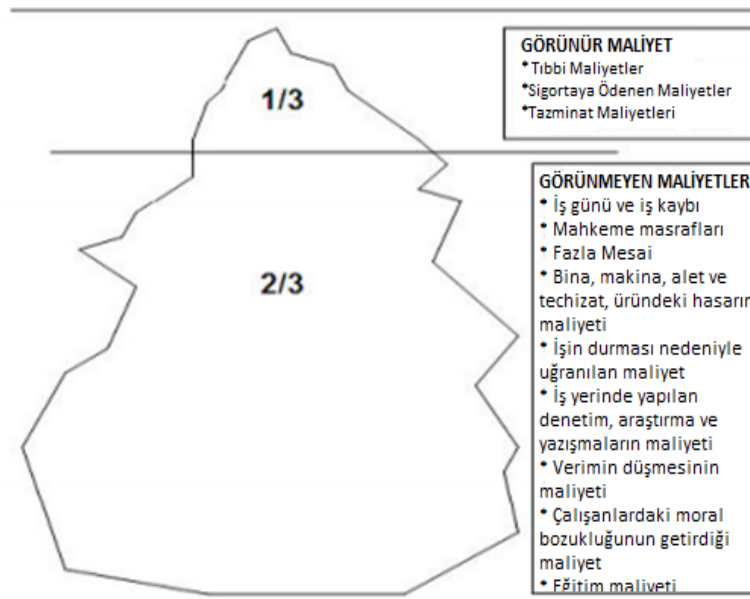 1/3
GÖRÜNÜR MALİYET
*Tıbbi Maliyetler
*Sigortaya Ödenen Maliyetler
*Tazminat Maliyetleri
2/3
GÖRÜNMEYEN MALİYETLER
* İş günü ve iş kaybı
* Mahkeme masrafları
* Fazla Mesai
* Bina, makina, alet ve
techizat, üründeki hasarın
maliyeti
* İşin durması nedeniyle
uğranılan maliyet
* İş yerinde yapılan
denetim, araştırma ve
yazışmaların maliyeti
* Verimin düşmesinin
maliyeti
* Çalışanlardaki moral
bozukluğunun getirdiği
maliyet
* Eğitim maliyeti